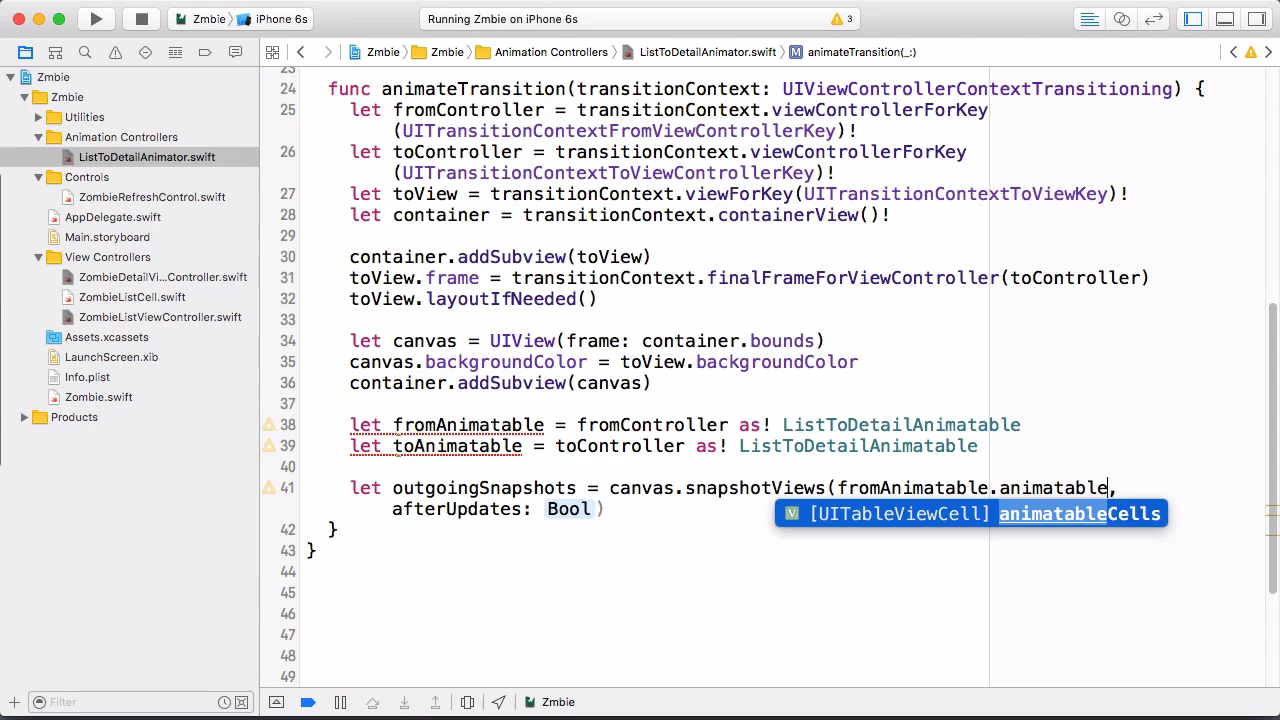 Zmbie
iPhone 6s
Running Zmbie on iPhone 6s
3
Zmbie
Zmbie
Animation Controllers
ListToDetailAnimator.swift
M
animateTransition(_:)
Zmbie
Zmbie
Utilities
Animation Controllers
ListToDetailAnimator.swift
Controls
ZombieRefreshControl.swift
AppDelegate.swift
Main.storyboard
View Controllers
ZombieDetailVi...Controller.swift
ZombieListCell.swift
ZombieListViewController.swift
Assets.xcassets
LaunchScreen.xib
Info.plist
Zombie.swift
Products
Filter
23
24 func animateTransition(transitionContext: UIViewControllerContextTransitioning) {
25 let fromController = transitionContext.viewControllerForKey
(UITransitionContextFromViewControllerKey)!
26 let toController = transitionContext.viewControllerForKey
(UITransitionContextToViewControllerKey)!
27 let toView = transitionContext.viewForKey(UITransitionContextToViewKey)!
28 let container = transitionContext.containerView()!
29
30 container.addSubview(toView)
31 toView.frame = transitionContext.finalFrameForViewController(toController)
32 toView.layoutIfNeeded()
33
34 let canvas = UIView(frame: container.bounds)
35 canvas.backgroundColor = toView.backgroundColor
36 container.addSubview(canvas)
37
38 let fromAnimatable = fromController as! ListToDetailAnimatable
39 let toAnimatable = toController as! ListToDetailAnimatable
40
41 let outgoingSnapshots = canvas.snapshotViews(fromAnimatable.animatable,
afterUpdates: Bool)
V [UITableViewCell] animatableCells
42 }
43 }
44
45
46
47
48
49
Zmbie